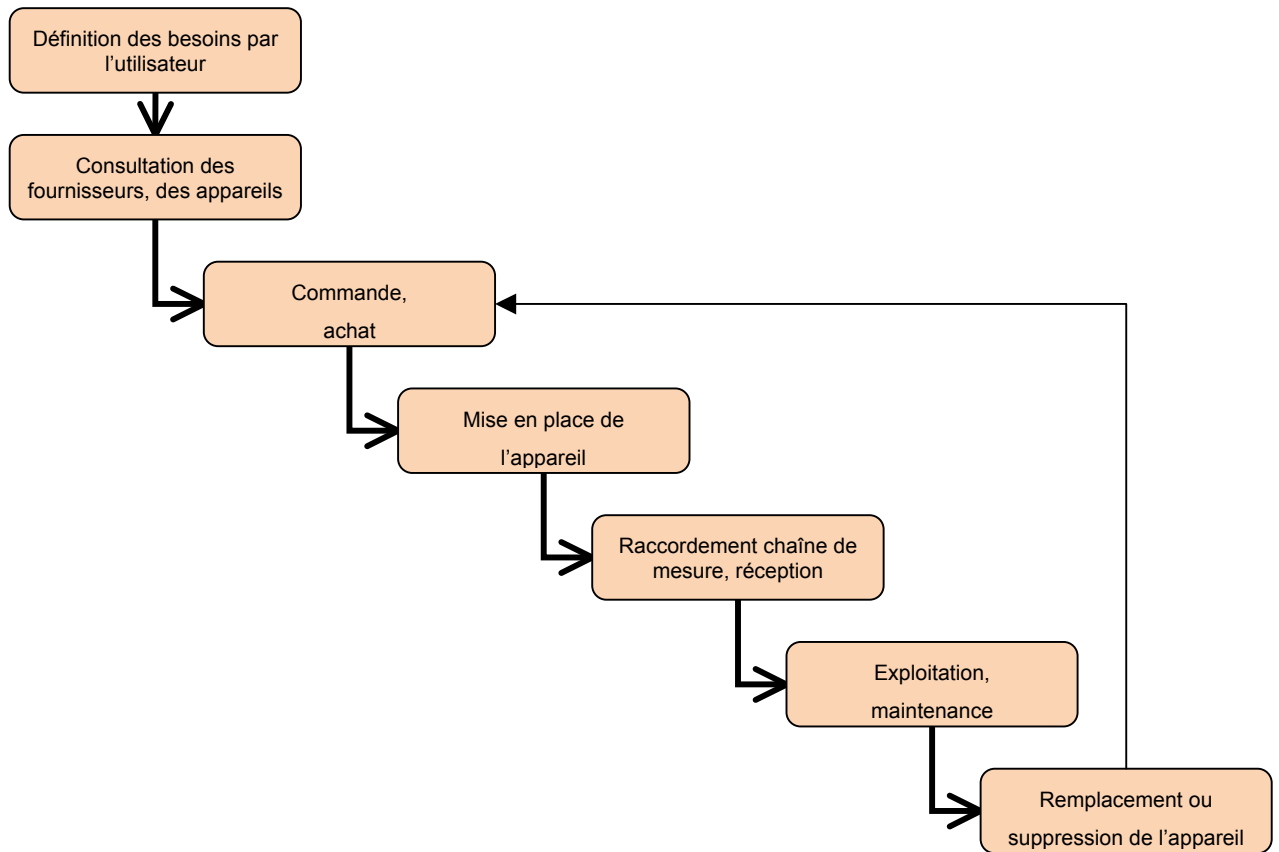 Définition des besoins par
l’utilisateur
Consultation des
fournisseurs, des appareils
Commande,
achat
Mise en place de
l’appareil
Raccordement chaîne de
mesure, réception
Exploitation,
maintenance
Remplacement ou
suppression de l’appareil